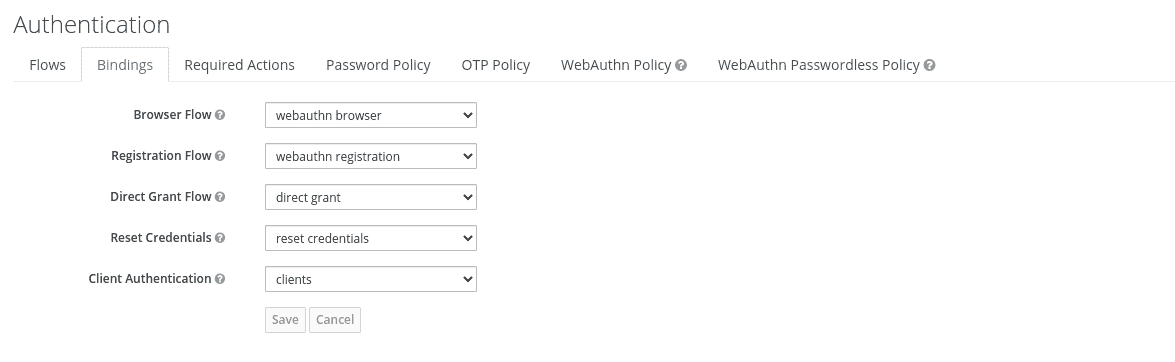 Authentication
Flows Bindings Required Actions Password Policy OTP Policy WebAuthn Policy WebAuthn Passwordless Policy
Browser Flow webauthn browser
Registration Flow webauthn registration
Direct Grant Flow direct grant
Reset Credentials reset credentials
Client Authentication clients
Save Cancel